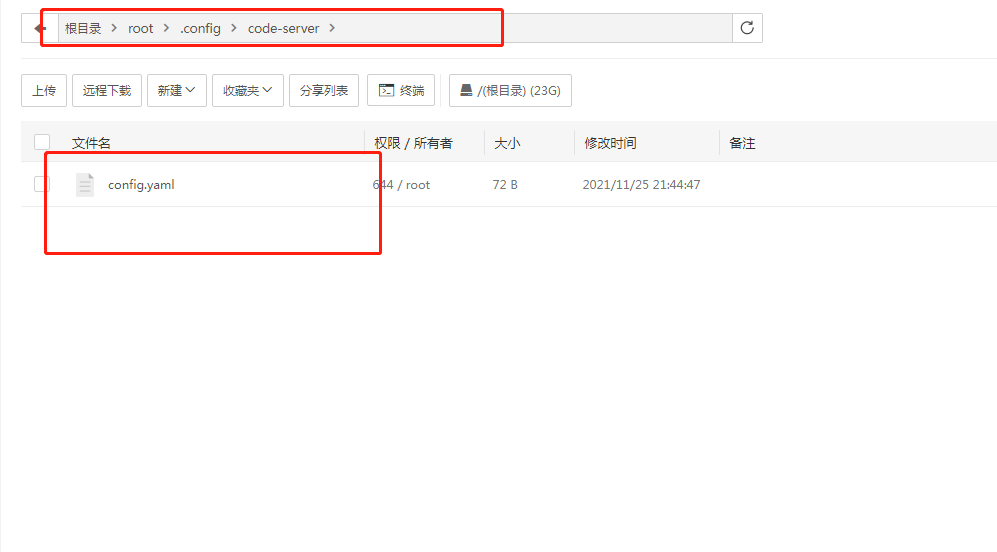 根目录 root .config code-server
上传 远程下载 新建 收藏夹 分享列表 终端 /(根目录) (23G)
文件名 权限 / 所有者 大小 修改时间 备注
config.yaml 644 / root 72 B 2021/11/25 21:44:47